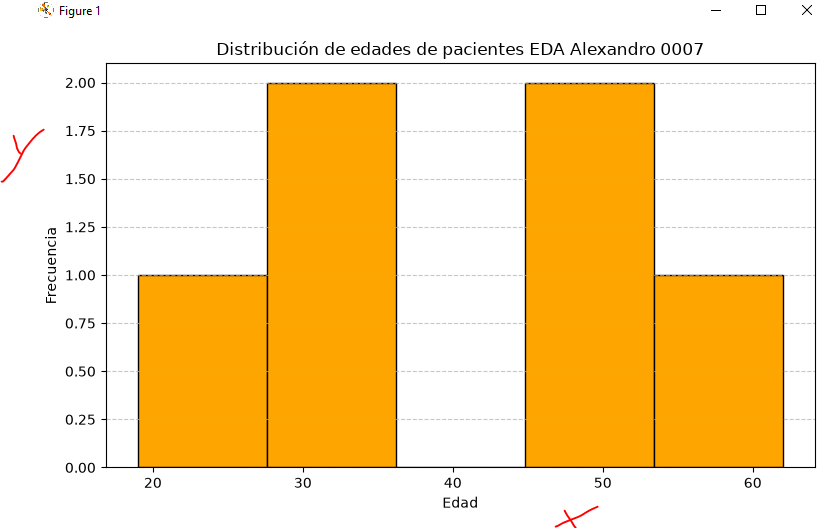 Figure 1
Distribución de edades de pacientes EDA Alexandro 0007
2.00
1.75
Y
1.50
1.25
Frecuencia
1.00
0.75
0.50
0.25
0.00
20 30 40 50 60
Edad
X